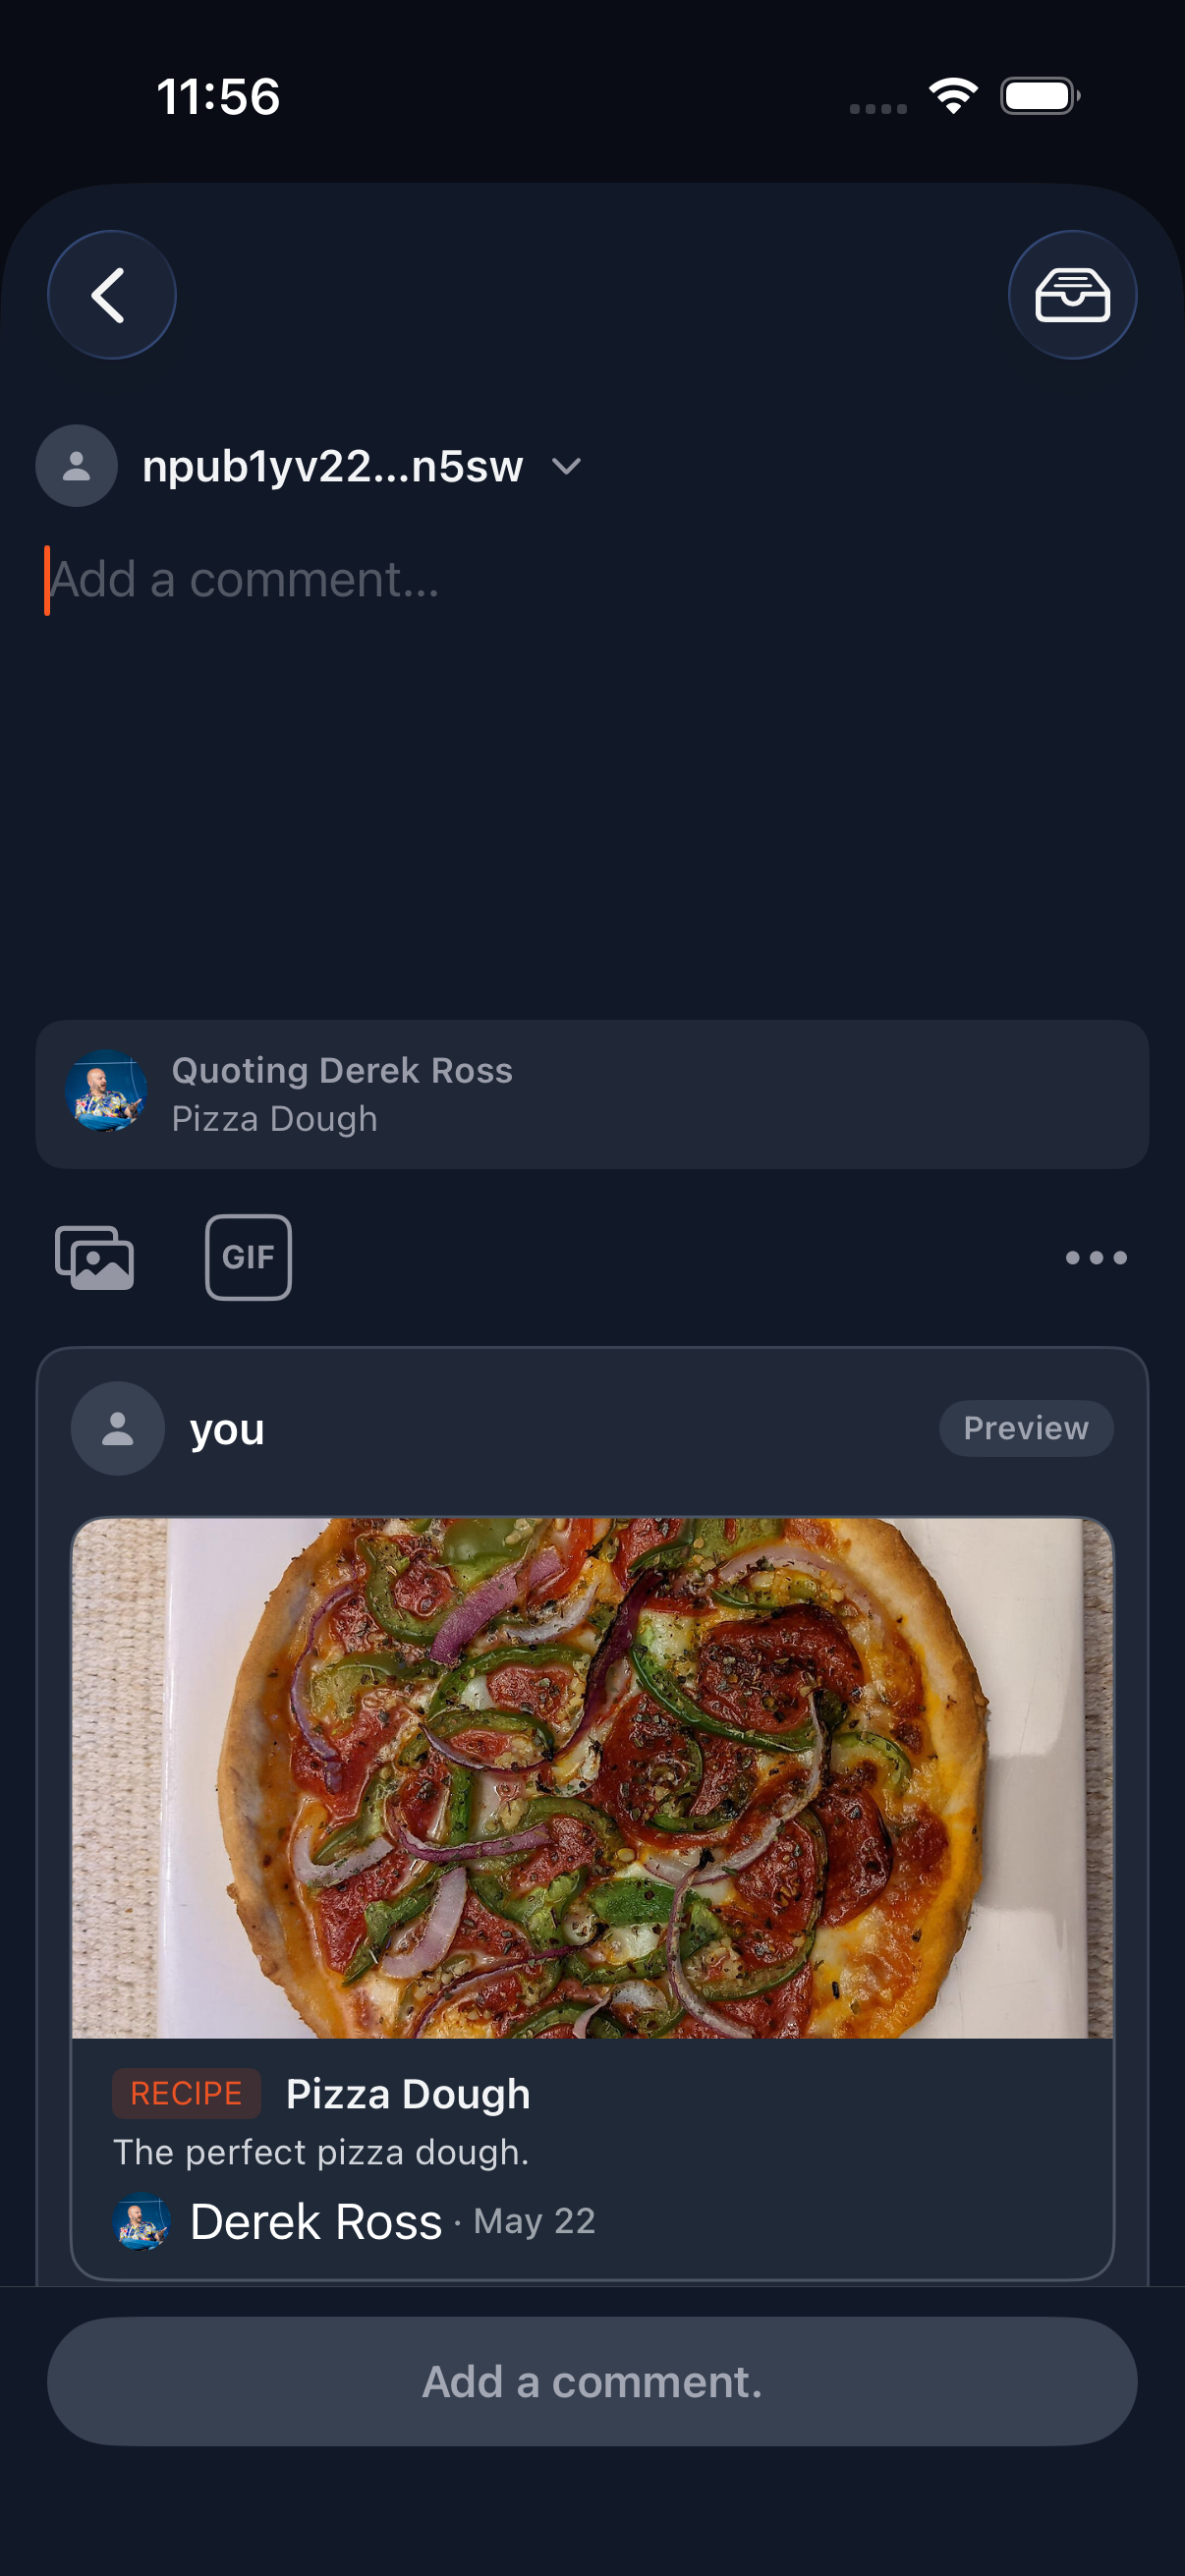 11:56
npub1yv22...n5sw
Add a comment...
Quoting Derek Ross
Pizza Dough
GIF
you
Preview
RECIPE Pizza Dough
The perfect pizza dough.
Derek Ross · May 22
Add a comment.